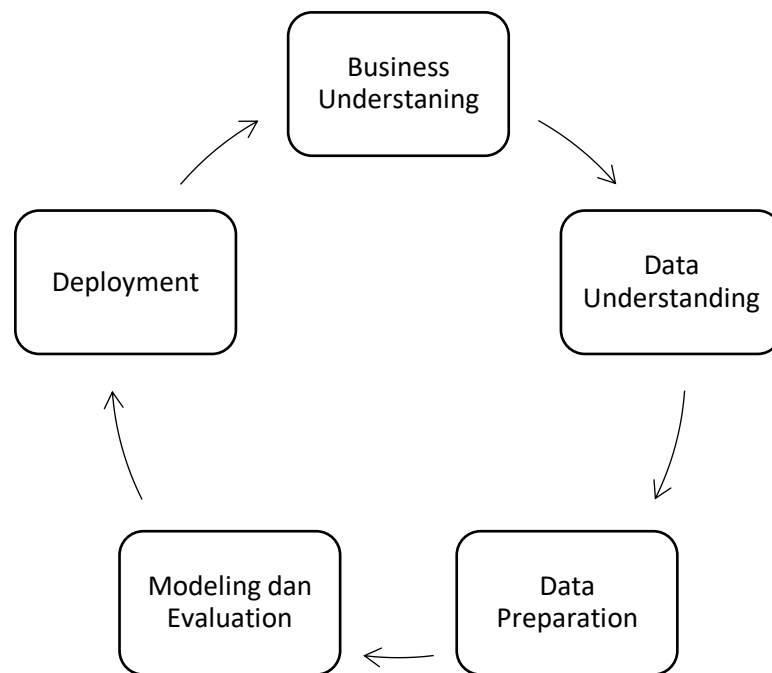 Business
Understaning
Data
Understanding
Data
Preparation
Modeling dan
Evaluation
Deployment